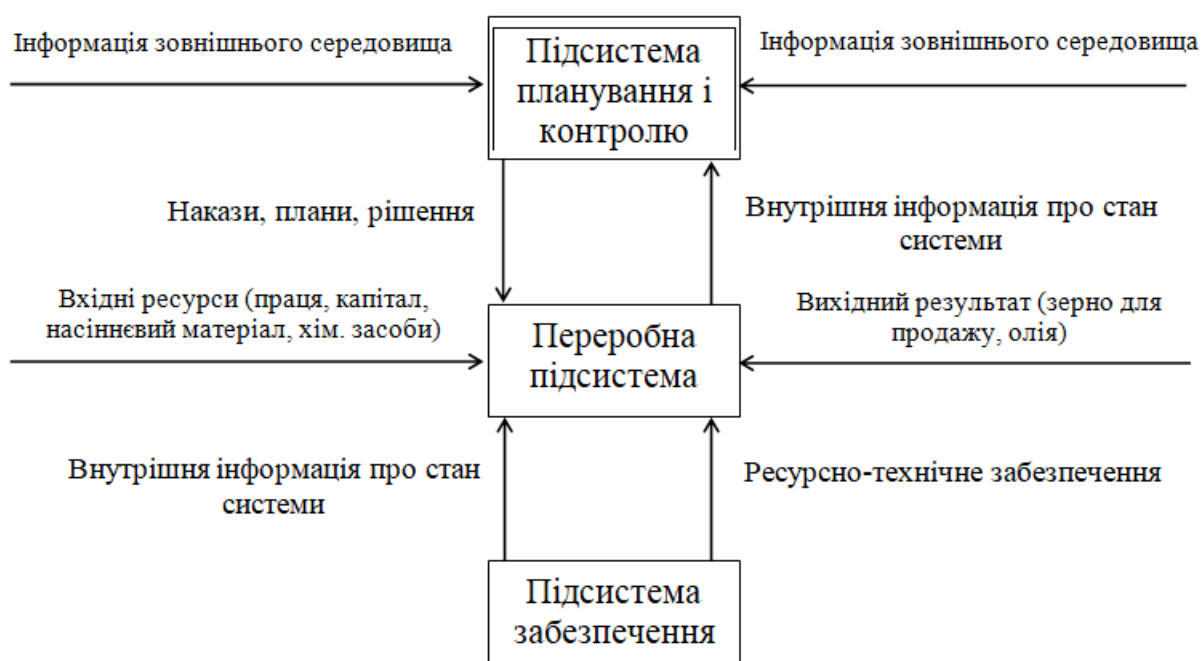 Інформація зовнішнього середовища
Підсистема
планування і
контролю
Інформація зовнішнього середовища
Накази, плани, рішення
Внутрішня інформація про стан
системи
Вхідні ресурси (праця, капітал,
насіннєвий матеріал, хім. засоби)
Переробна
підсистема
Вихідний результат (зерно для
продажу, олія)
Внутрішня інформація про стан
системи
Ресурсно-технічне забезпечення
Підсистема
забезпечення